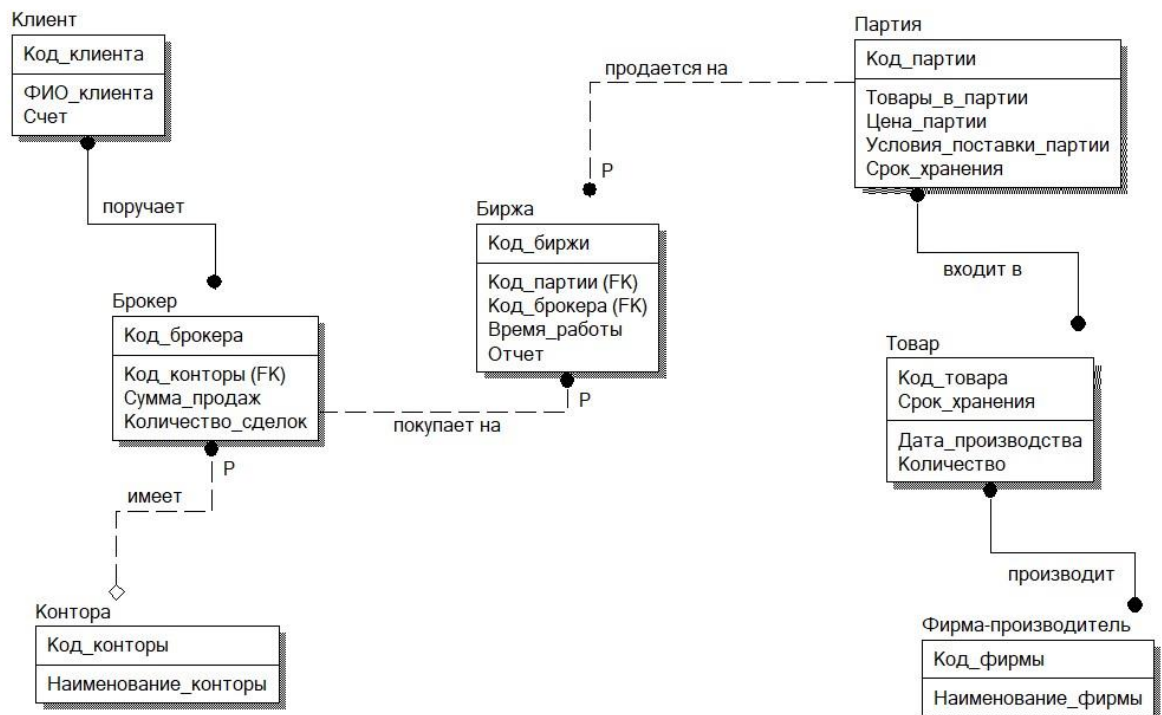 Клиент
Код_клиента
ФИО_клиента
Счет
поручает
Партия
Код_партии
Товары_в_партии
Цена_партии
Условия_поставки_партии
Срок_хранения
продается на
P
Биржа
Код_биржи
Код_партии (FK)
Код_брокера (FK)
Время_работы
Отчет
P
покупает на
входит в
Брокер
Код_брокера
Код_конторы (FK)
Сумма_продаж
Количество_сделок
P
имеет
Товар
Код_товара
Срок_хранения
Дата_производства
Количество
производит
Контора
Код_конторы
Наименование_конторы
Фирма-производитель
Код_фирмы
Наименование_фирмы